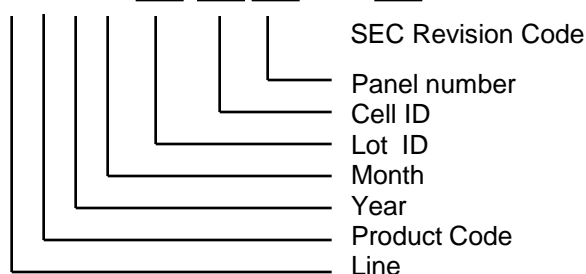 SEC Revision Code
Panel number
Cell ID
Lot ID
Month
Year
Product Code
Line